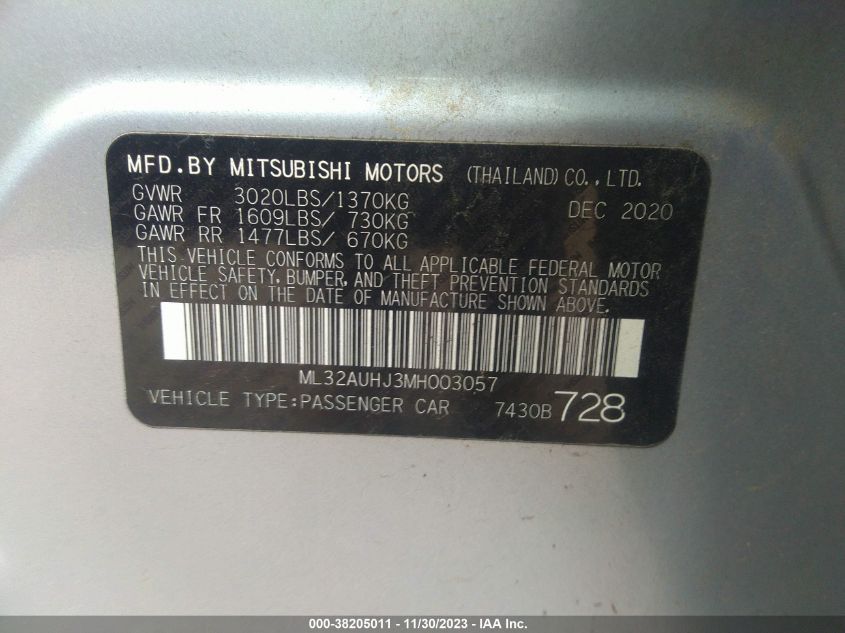 MFD.BY MITSUBISHI MOTORS (THAILAND) CO.,LTD.
GVWR 3020LBS/1370KG DEC 2020
GAWR FR 1609LBS/ 730KG
GAWR RR 1477LBS/ 670KG
THIS VEHICLE CONFORMS TO ALL APPLICABLE FEDERAL MOTOR
VEHICLE SAFETY, BUMPER, AND THEFT PREVENTION STANDARDS
IN EFFECT ON THE DATE OF MANUFACTURE SHOWN ABOVE.
ML32AUHJ3MH003057
VEHICLE TYPE:PASSENGER CAR 7430B 728
000-38205011 - 11/30/2023 - IAA Inc.